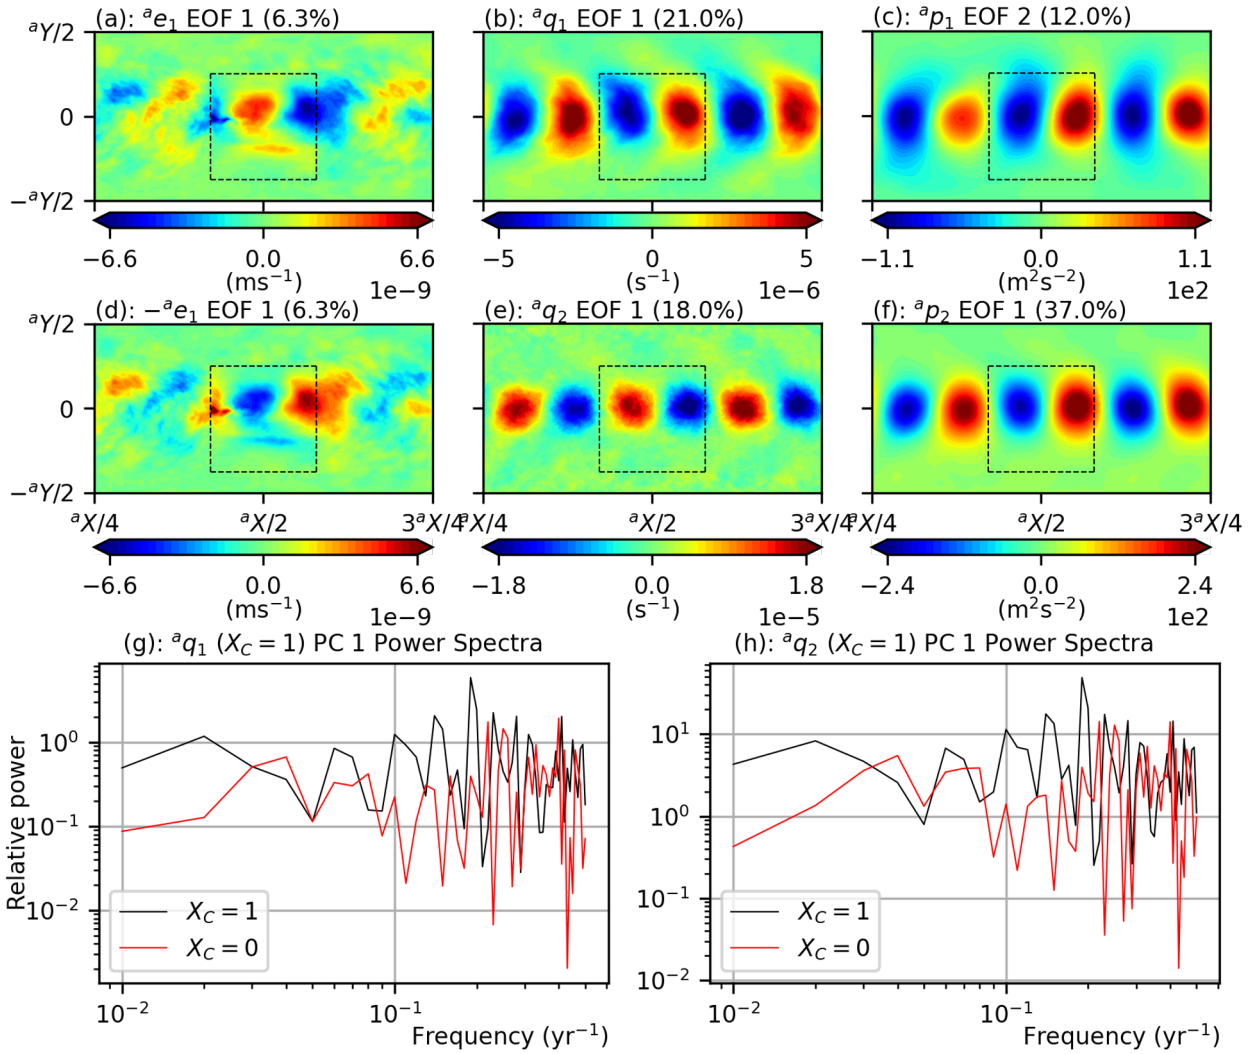 (a): ᵃe₁ EOF 1 (6.3%)
(b): ᵃq₁ EOF 1 (21.0%)
(c): ᵃp₁ EOF 2 (12.0%)
ᵃY/2
0
−ᵃY/2
−6.6 0.0 6.6
(ms⁻¹)
1e−9
−5 0 5
(s⁻¹)
1e−6
−1.1 0.0 1.1
(m²s⁻²)
1e2
(d): −ᵃe₁ EOF 1 (6.3%)
(e): ᵃq₂ EOF 1 (18.0%)
(f): ᵃp₂ EOF 1 (37.0%)
ᵃY/2
0
−ᵃY/2
ᵃX/4 ᵃX/2 3ᵃX/4
ᵃX/4 ᵃX/2 3ᵃX/4
ᵃX/4 ᵃX/2 3ᵃX/4
−6.6 0.0 6.6
(ms⁻¹)
1e−9
−1.8 0.0 1.8
(s⁻¹)
1e−5
−2.4 0.0 2.4
(m²s⁻²)
1e2
(g): ᵃq₁ (X_C = 1) PC 1 Power Spectra
Relative power
10⁰
10⁻¹
10⁻²
X_C = 1
X_C = 0
10⁻² 10⁻¹
Frequency (yr⁻¹)
(h): ᵃq₂ (X_C = 1) PC 1 Power Spectra
10¹
10⁰
10⁻¹
10⁻²
X_C = 1
X_C = 0
10⁻² 10⁻¹
Frequency (yr⁻¹)